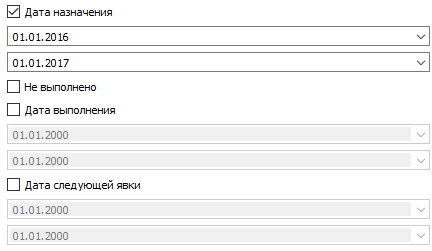 Дата назначения
01.01.2016
01.01.2017
Не выполнено
Дата выполнения
01.01.2000
01.01.2000
Дата следующей явки
01.01.2000
01.01.2000